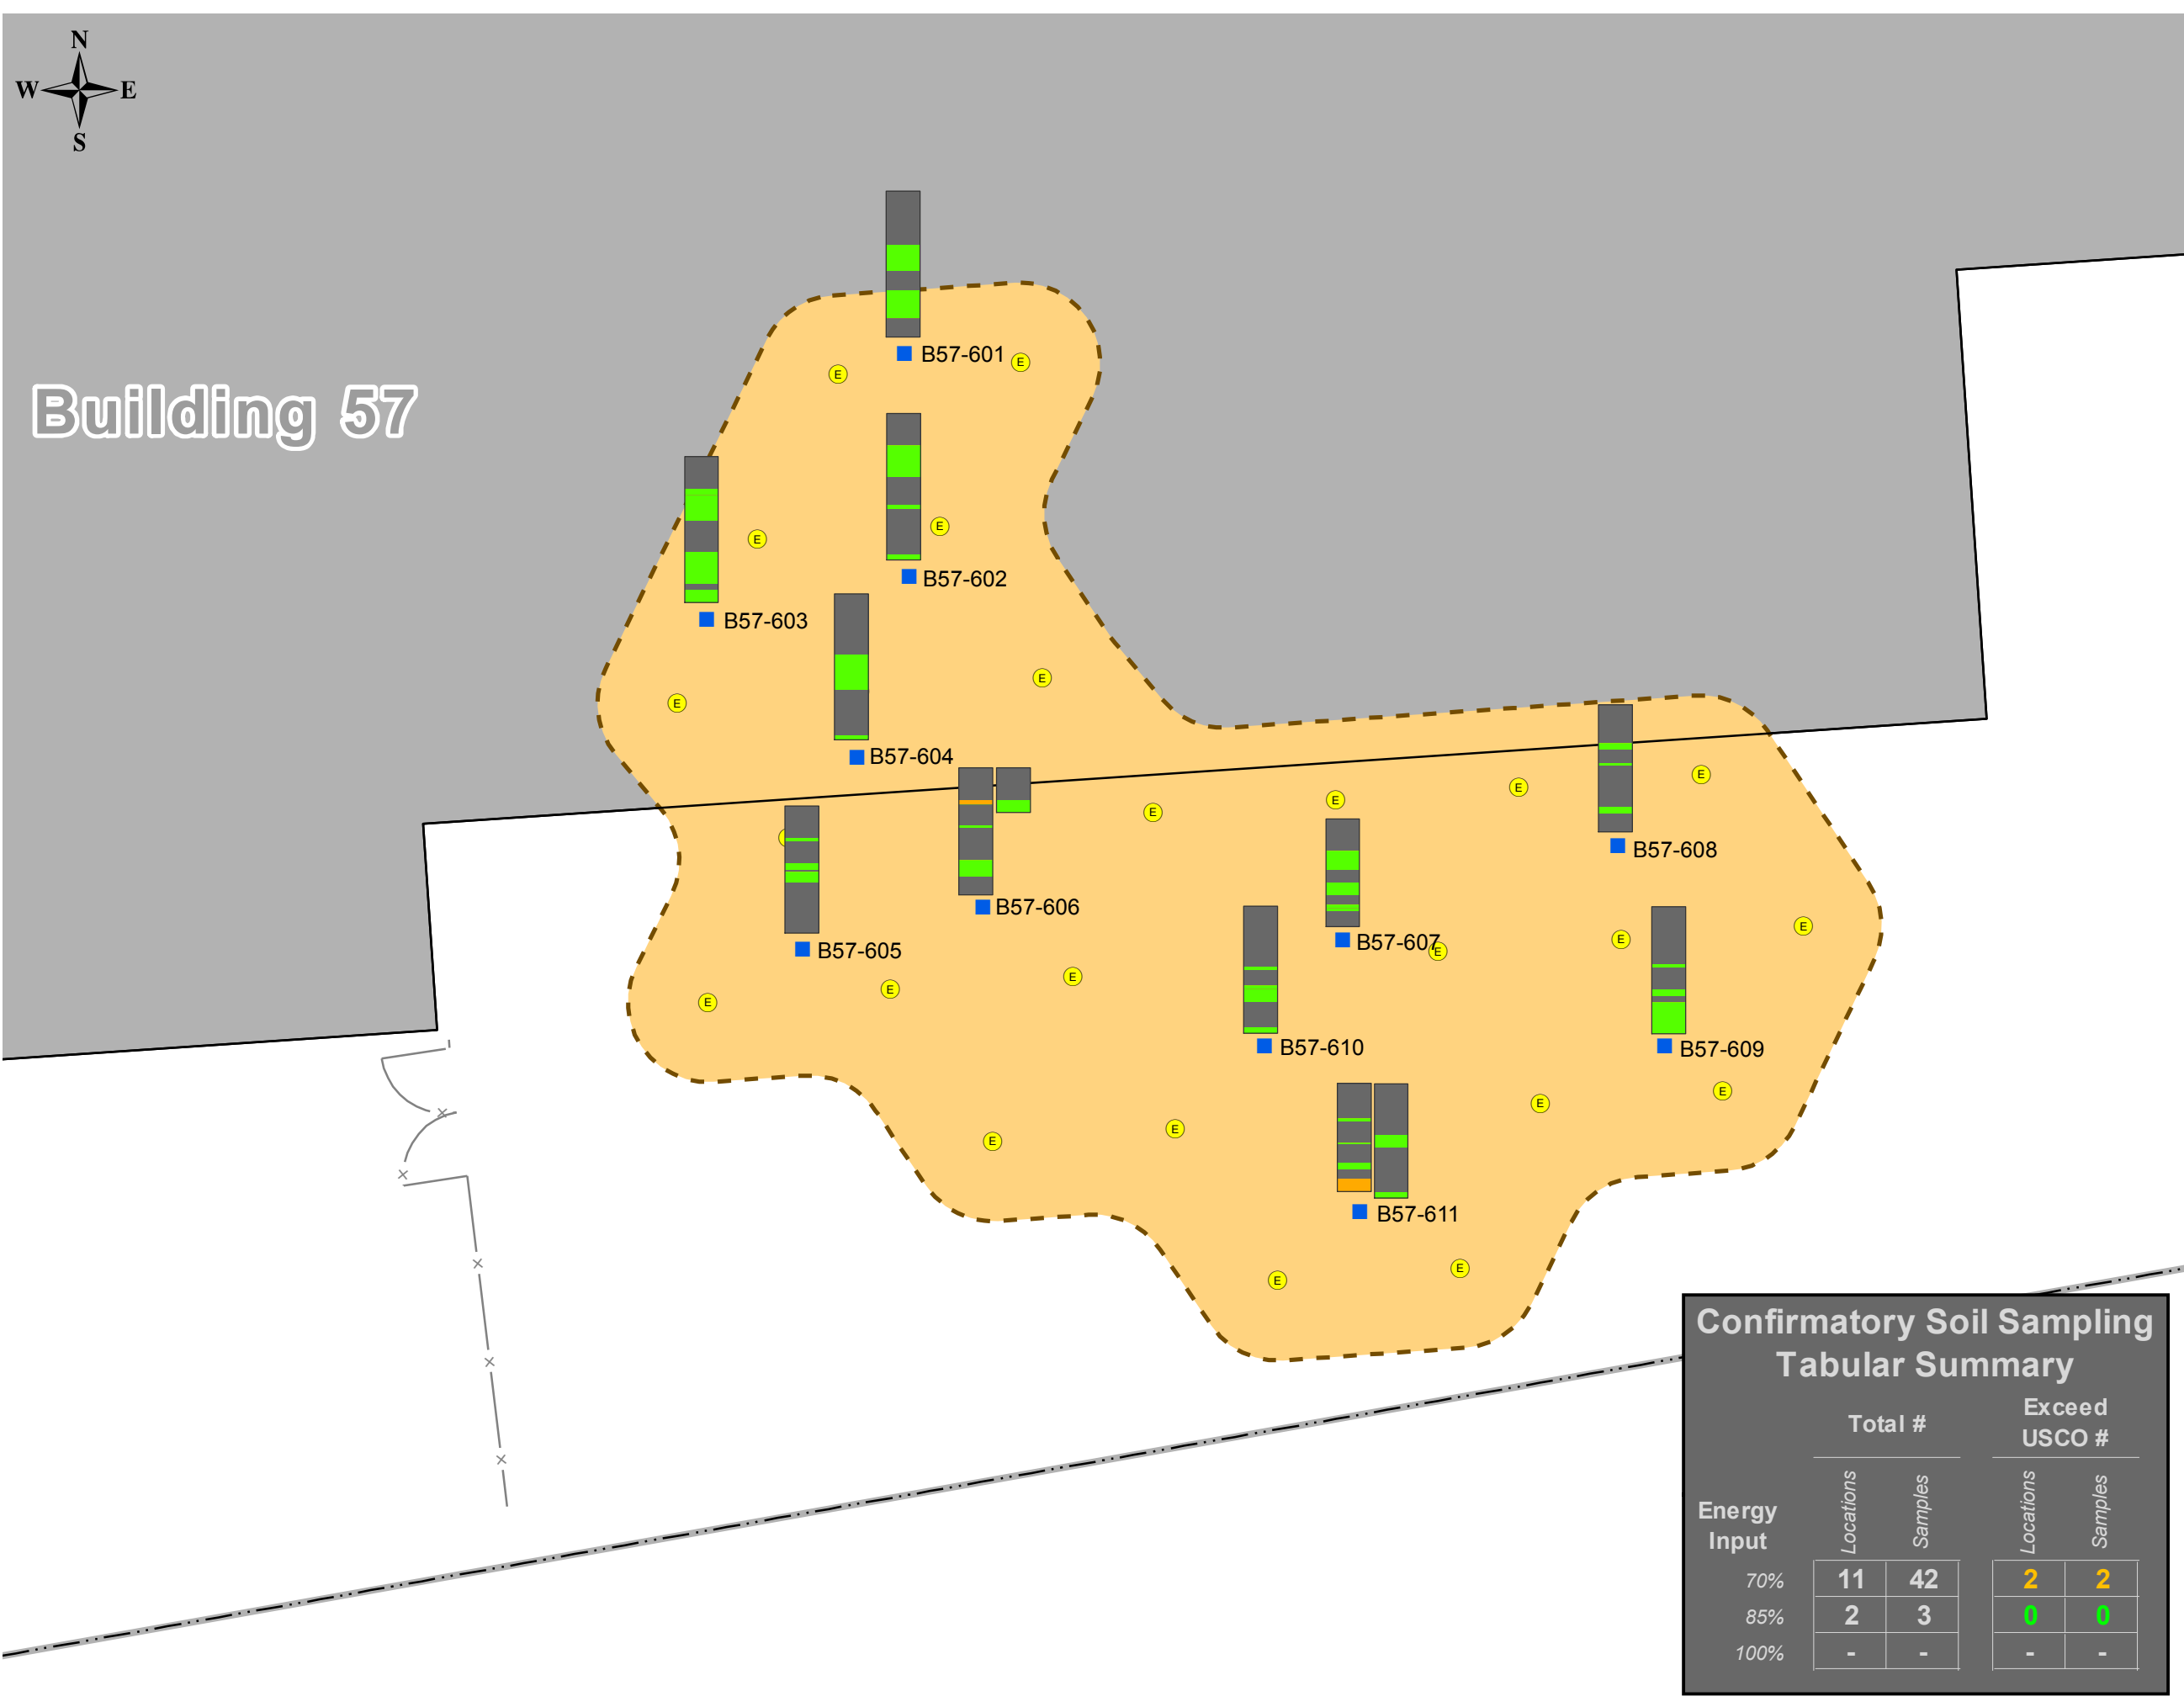 N
W E
S
Building 57
B57-601
E
E
B57-602
E
E
B57-603
B57-604
E
E
B57-605
B57-606
E
E
E
E
B57-607
B57-608
E
E
E
E
E
B57-609
B57-610
E
E
E
E
E
E
E
B57-611
E
E
Confirmatory Soil Sampling
Tabular Summary
Total #
Exceed
USCO #
Energy
Input
Locations Samples Locations Samples
70% 11 42 2 2
85% 2 3 0 0
100% - - - -